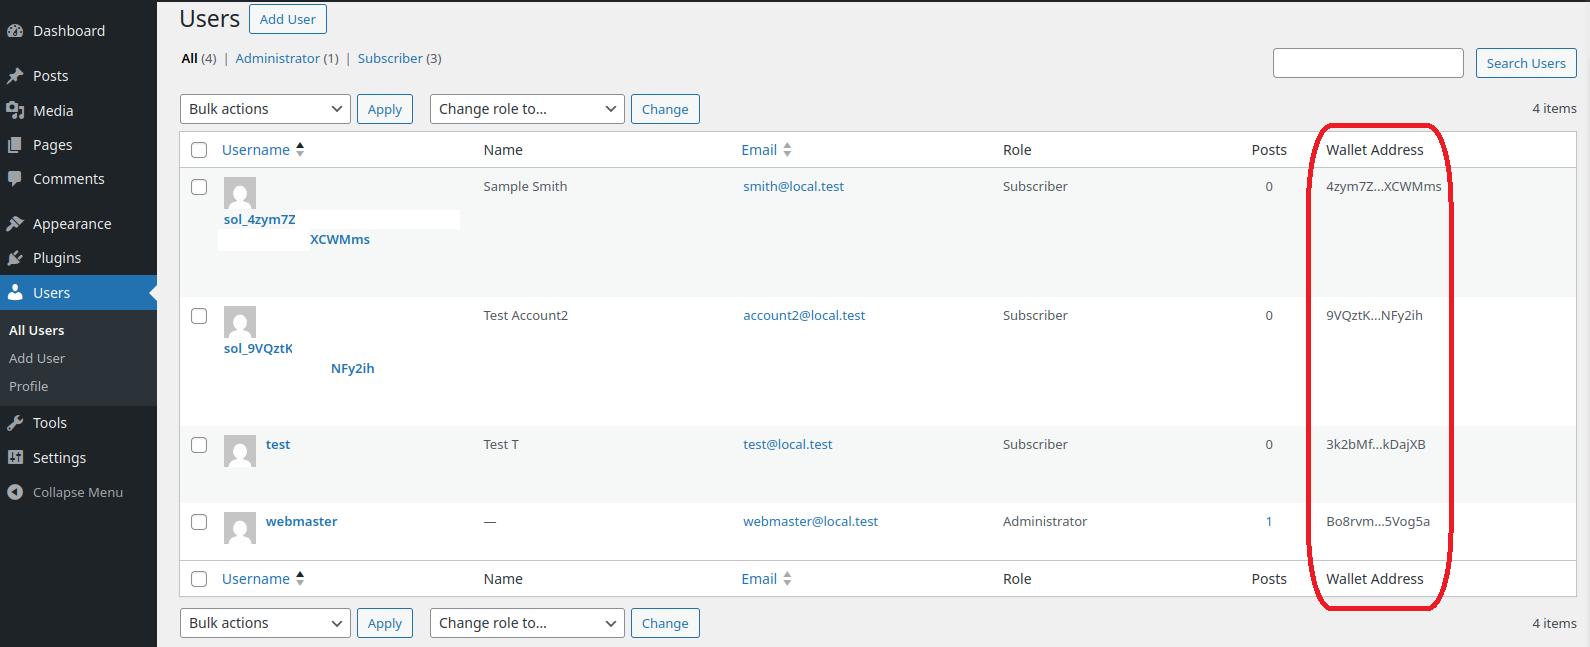 Dashboard
Posts
Media
Pages
Comments
Appearance
Plugins
Users
All Users
Add User
Profile
Tools
Settings
Collapse Menu
Users Add User
All (4) | Administrator (1) | Subscriber (3)
Search Users
Bulk actions Apply Change role to... Change 4 items
Username Name Email Role Posts Wallet Address
Sample Smith smith@local.test Subscriber 0 4zym7Z...XCWMms
sol_4zym7Z
XCWMms
Test Account2 account2@local.test Subscriber 0 9VQztK...NFy2ih
sol_9VQztK
NFy2ih
test Test T test@local.test Subscriber 0 3k2bMf...kDajXB
webmaster — webmaster@local.test Administrator 1 Bo8rvm...5Vog5a
Username Name Email Role Posts Wallet Address
Bulk actions Apply Change role to... Change 4 items